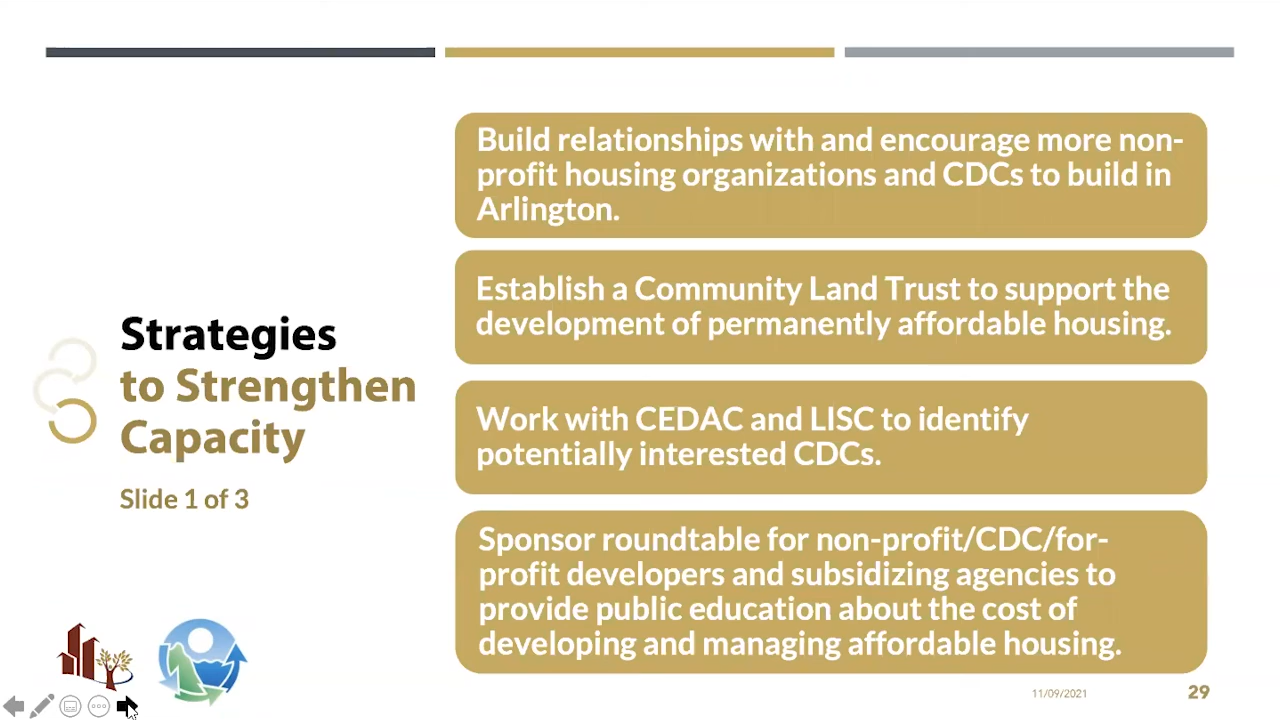 Strategies
to Strengthen
Capacity
Slide 1 of 3
Build relationships with and encourage more non-
profit housing organizations and CDCs to build in
Arlington.
Establish a Community Land Trust to support the
development of permanently affordable housing.
Work with CEDAC and LISC to identify
potentially interested CDCs.
Sponsor roundtable for non-profit/CDC/for-
profit developers and subsidizing agencies to
provide public education about the cost of
developing and managing affordable housing.
11/09/2021
29